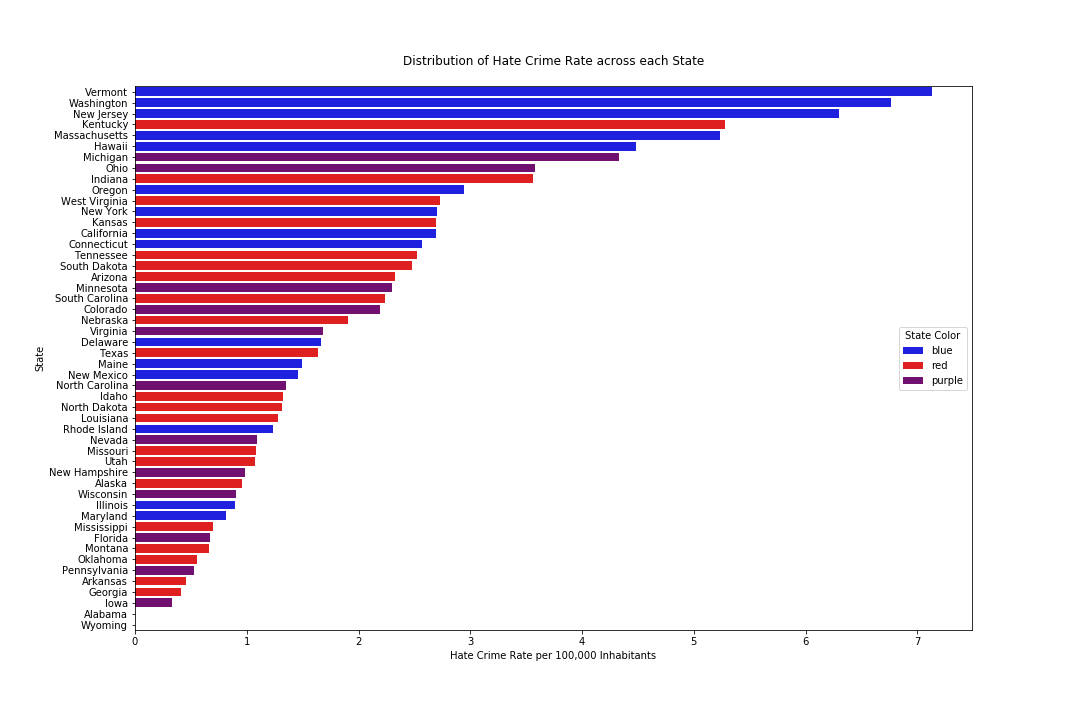 Distribution of Hate Crime Rate across each State
Vermont
Washington
New Jersey
Kentucky
Massachusetts
Hawaii
Michigan
Ohio
Indiana
Oregon
West Virginia
New York
Kansas
California
Connecticut
Tennessee
South Dakota
Arizona
Minnesota
South Carolina
Colorado
Nebraska
Virginia
Delaware
Texas
Maine
New Mexico
North Carolina
Idaho
North Dakota
Louisiana
Rhode Island
Nevada
Missouri
Utah
New Hampshire
Alaska
Wisconsin
Illinois
Maryland
Mississippi
Florida
Montana
Oklahoma
Pennsylvania
Arkansas
Georgia
Iowa
Alabama
Wyoming
State
State Color
blue
red
purple
0 1 2 3 4 5 6 7
Hate Crime Rate per 100,000 Inhabitants